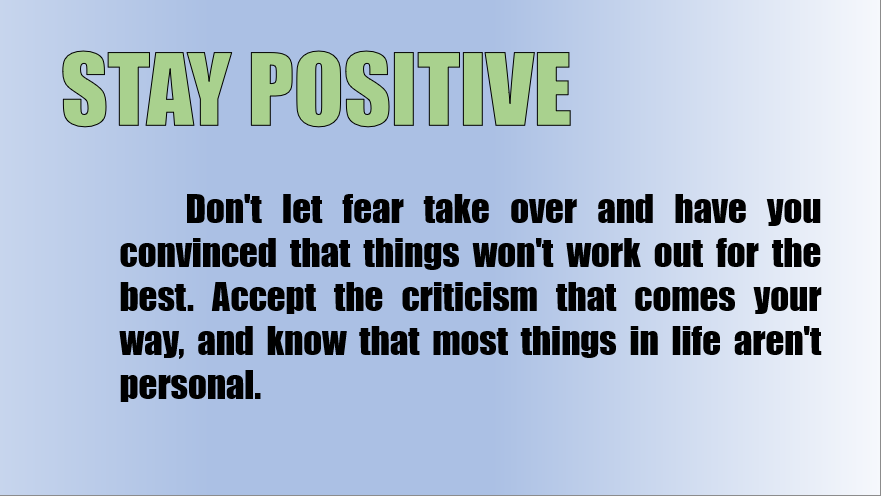 STAY POSITIVE
Don't let fear take over and have you
convinced that things won't work out for the
best. Accept the criticism that comes your
way, and know that most things in life aren't
personal.